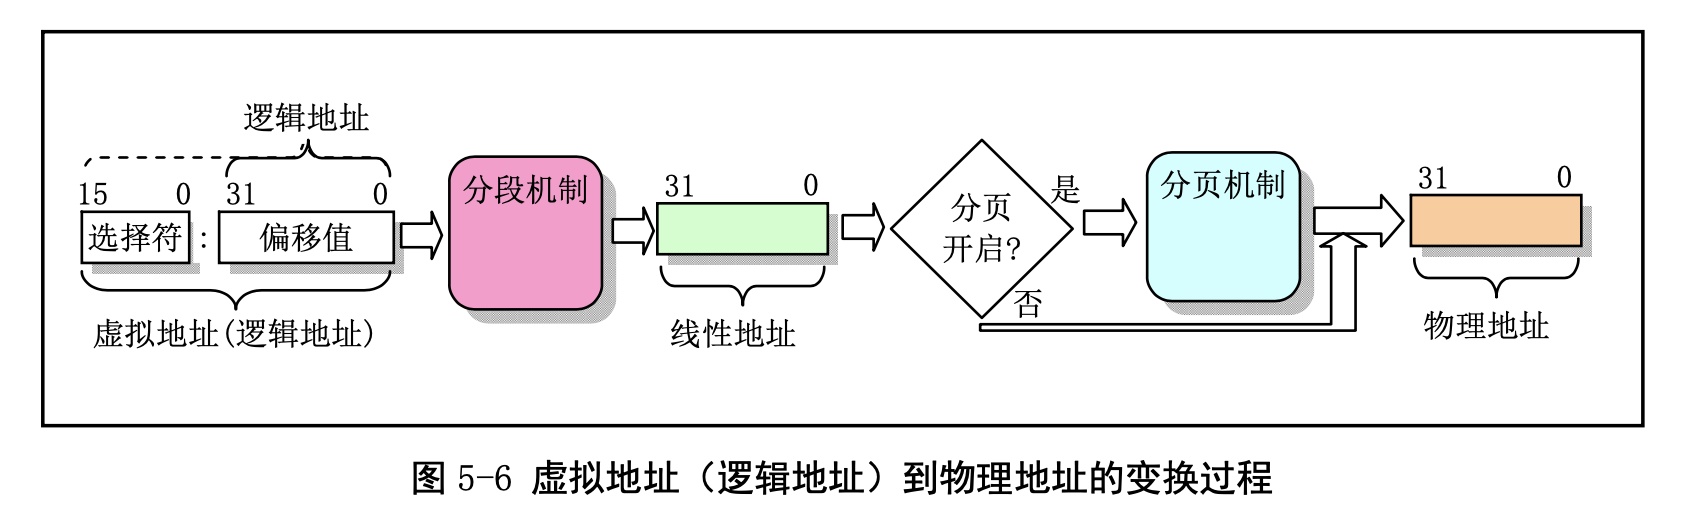 逻辑地址
15 0 31 0
选择符 : 偏移值
虚拟地址(逻辑地址)
分段机制
31 0
线性地址
分页
开启?
是
否
分页机制
31 0
物理地址
图 5-6 虚拟地址（逻辑地址）到物理地址的变换过程